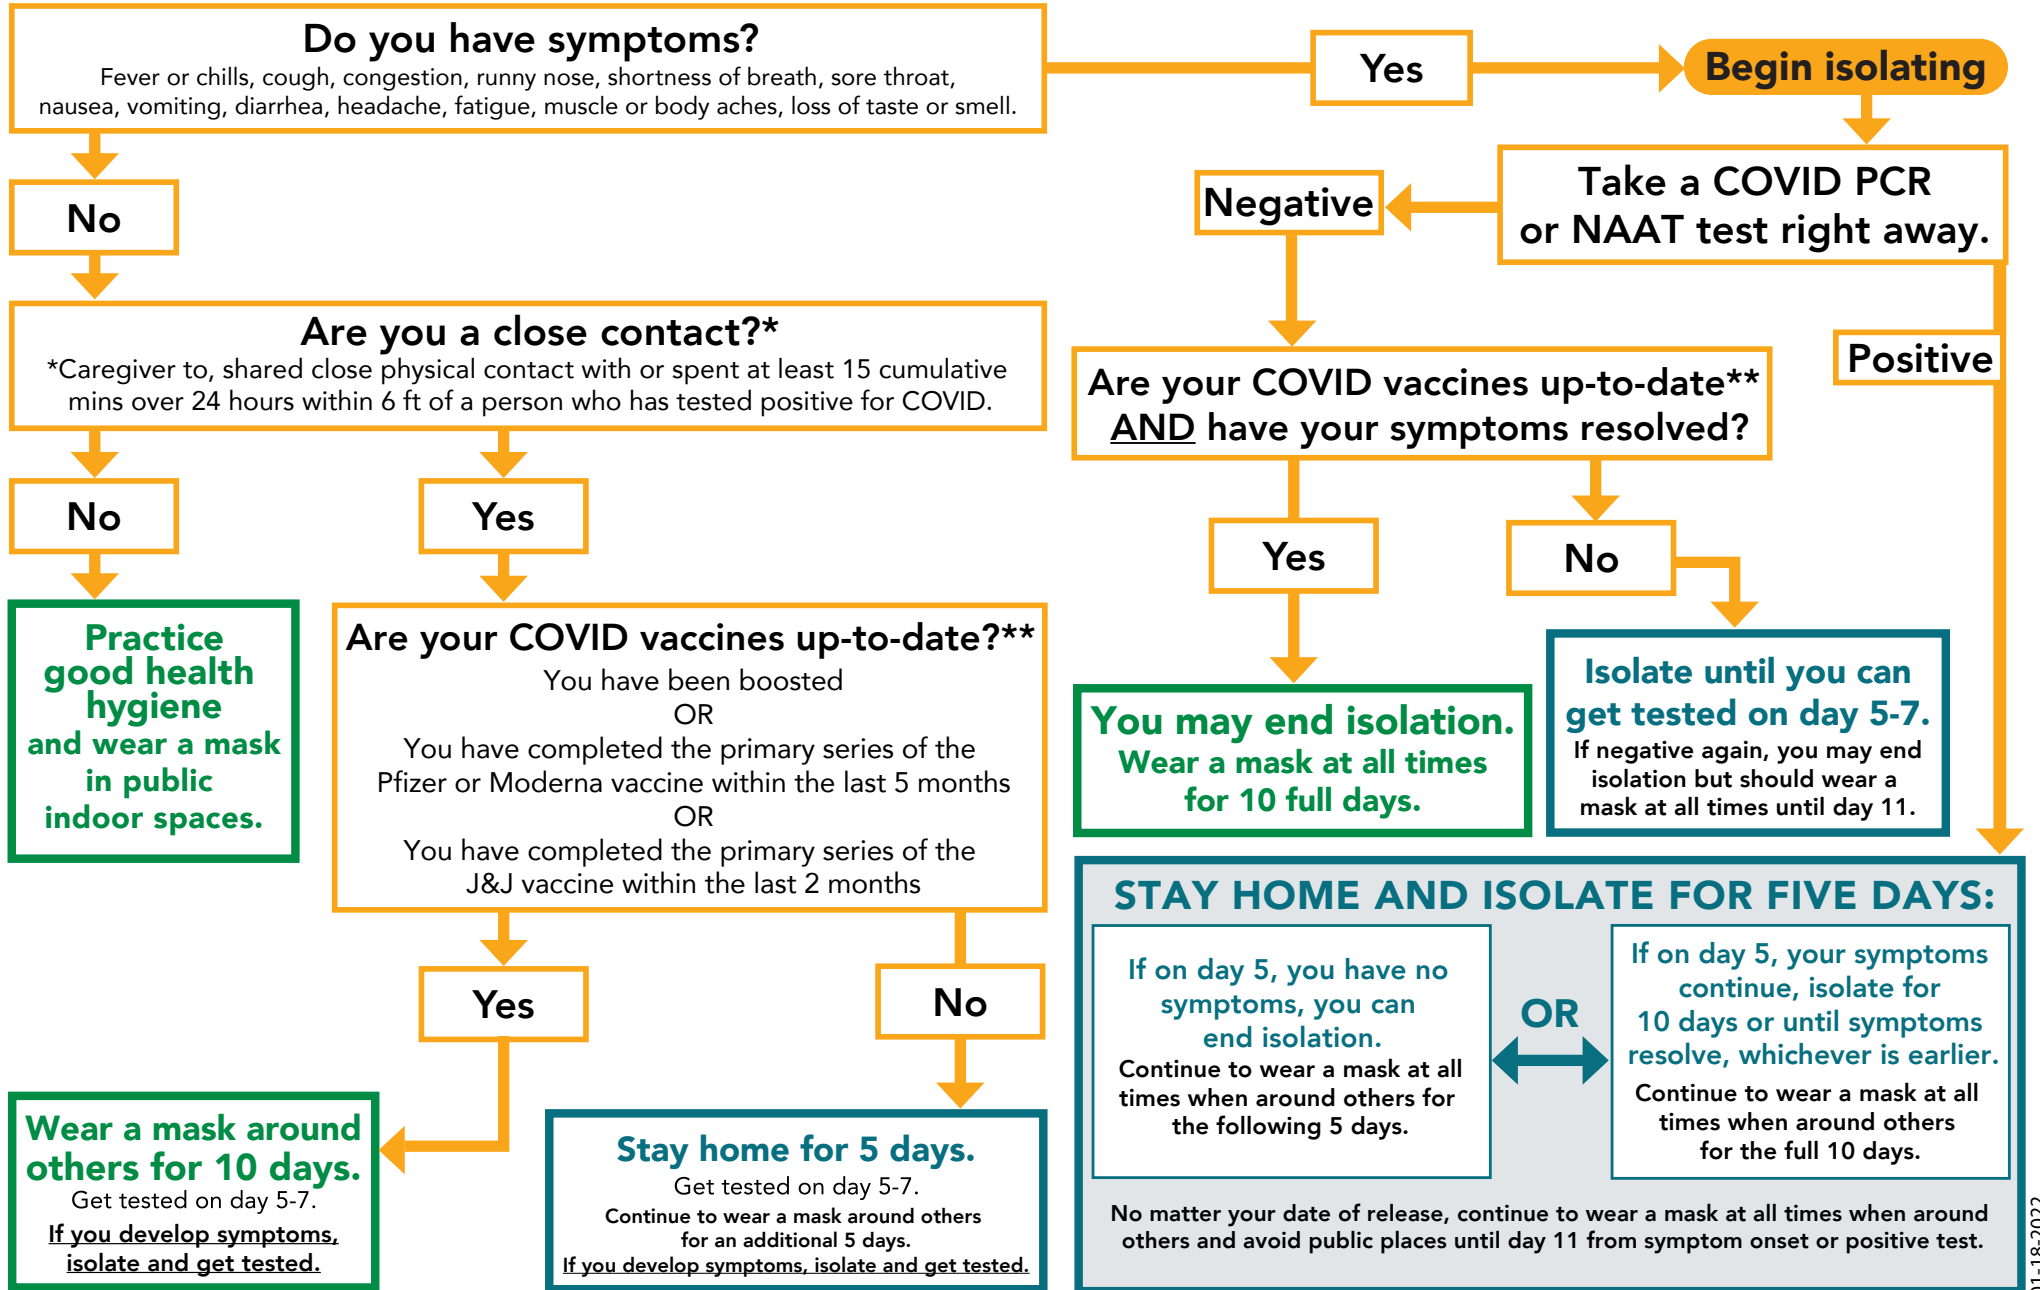 Do you have symptoms?
Fever or chills, cough, congestion, runny nose, shortness of breath, sore throat,
nausea, vomiting, diarrhea, headache, fatigue, muscle or body aches, loss of taste or smell.
Yes
Begin isolating
No
Take a COVID PCR
or NAAT test right away.
Negative
Positive
Are you a close contact?*
*Caregiver to, shared close physical contact with or spent at least 15 cumulative
mins over 24 hours within 6 ft of a person who has tested positive for COVID.
No
Yes
Practice
good health
hygiene
and wear a mask
in public
indoor spaces.
Are your COVID vaccines up-to-date?**
You have been boosted
OR
You have completed the primary series of the
Pfizer or Moderna vaccine within the last 5 months
OR
You have completed the primary series of the
J&J vaccine within the last 2 months
Yes
No
Wear a mask around
others for 10 days.
Get tested on day 5-7.
If you develop symptoms,
isolate and get tested.
Stay home for 5 days.
Get tested on day 5-7.
Continue to wear a mask around others
for an additional 5 days.
If you develop symptoms, isolate and get tested.
Are your COVID vaccines up-to-date**
AND have your symptoms resolved?
Yes
No
You may end isolation.
Wear a mask at all times
for 10 full days.
Isolate until you can
get tested on day 5-7.
If negative again, you may end
isolation but should wear a
mask at all times until day 11.
STAY HOME AND ISOLATE FOR FIVE DAYS:
If on day 5, you have no
symptoms, you can
end isolation.
Continue to wear a mask at all
times when around others for
the following 5 days.
OR
If on day 5, your symptoms
continue, isolate for
10 days or until symptoms
resolve, whichever is earlier.
Continue to wear a mask at all
times when around others
for the full 10 days.
No matter your date of release, continue to wear a mask at all times when around
others and avoid public places until day 11 from symptom onset or positive test.
01-18-2022